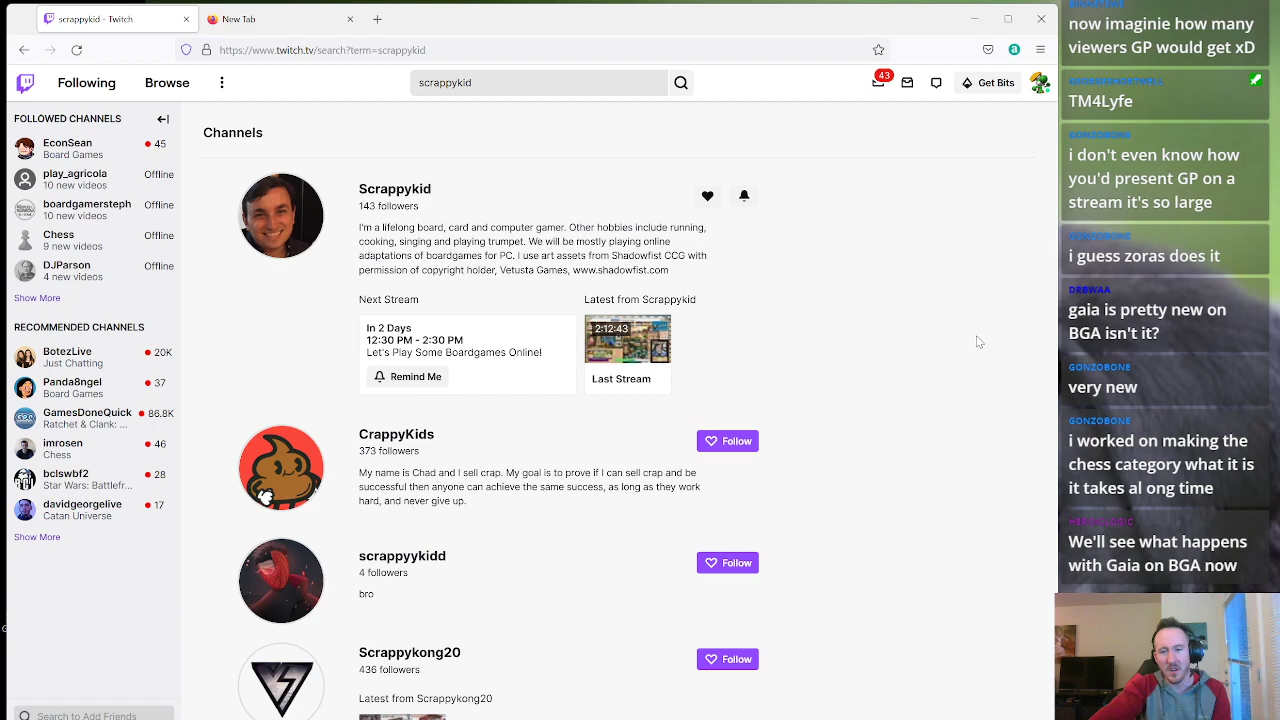 scrappykid - Twitch
New Tab
https://www.twitch.tv/search?term=scrappykid
Following
Browse
scrappykid
43
Get Bits
FOLLOWED CHANNELS
EconSean
45
Board Games
play_agricola
Offline
10 new videos
boardgamersteph
Offline
10 new videos
Chess
Offline
9 new videos
DJParson
Offline
4 new videos
Show More
RECOMMENDED CHANNELS
BotezLive
20K
Just Chatting
Panda8ngel
37
Board Games
GamesDoneQuick
86.8K
Ratchet & Clank: ...
imrosen
46
Chess
bclswbf2
28
Star Wars: Battlefr...
davidgeorgelive
17
Catan Universe
Show More
Search to Add Friends
Channels
Scrappykid
143 followers
I'm a lifelong board, card and computer gamer. Other hobbies include running,
calisthenics and playing trumpet. We will be mostly playing online
adaptations of boardgames for PC. I use art assets from Shadowfist CCG with
permission of copyright holder, Vetusta Games, www.shadowfist.com
Next Stream
In 2 Days
12:30 PM - 2:30 PM
Let's Play Some Boardgames Online!
Remind Me
Latest from Scrappykid
2:12:43
Last Stream
CrappyKids
373 followers
My name is Chad and I sell crap. My goal is to prove if I can sell crap and be
successful then anyone can achieve the same success, as long as they work
hard, and never give up.
Follow
scrappyykidd
4 followers
bro
Follow
Scrappykong20
436 followers
Follow
Latest from Scrappykong20
now imaginie how many
viewers GP would get xD
TM4Lyfe
GONZOBONE
i don't even know how
you'd present GP on a
stream it's so large
GONZOBONE
i guess zoras does it
DRBWAA
gaia is pretty new on
BGA isn't it?
GONZOBONE
very new
GONZOBONE
i worked on making the
chess category what it is
it takes al ong time
We'll see what happens
with Gaia on BGA now